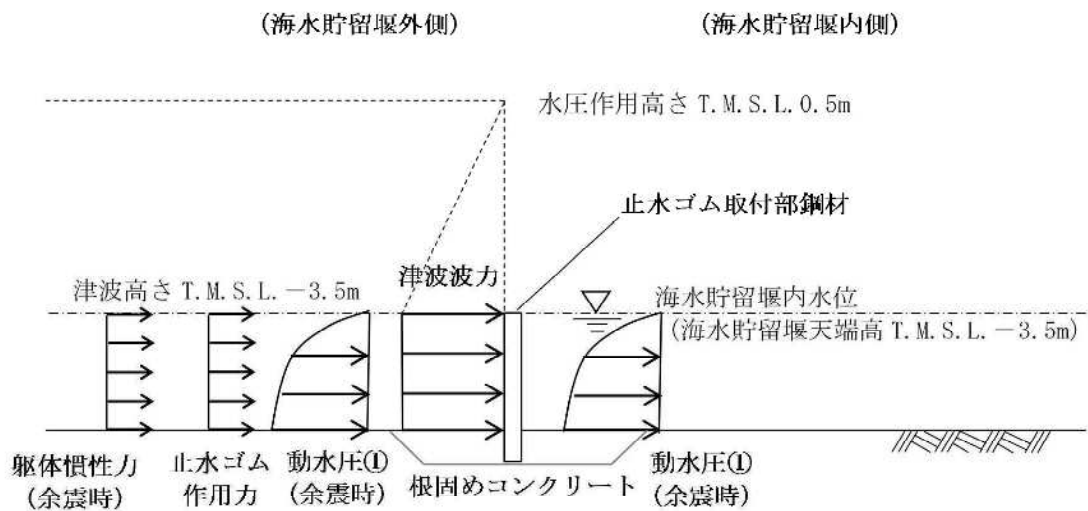 (海水貯留堰外側)
(海水貯留堰内側)
水圧作用高さ T.M.S.L.0.5m
止水ゴム取付部鋼材
津波波力
津波高さ T.M.S.L.－3.5m
海水貯留堰内水位
(海水貯留堰天端高 T.M.S.L.－3.5m)
躯体慣性力
(余震時)
止水ゴム
作用力
動水圧①
(余震時)
根固めコンクリート
動水圧①
(余震時)